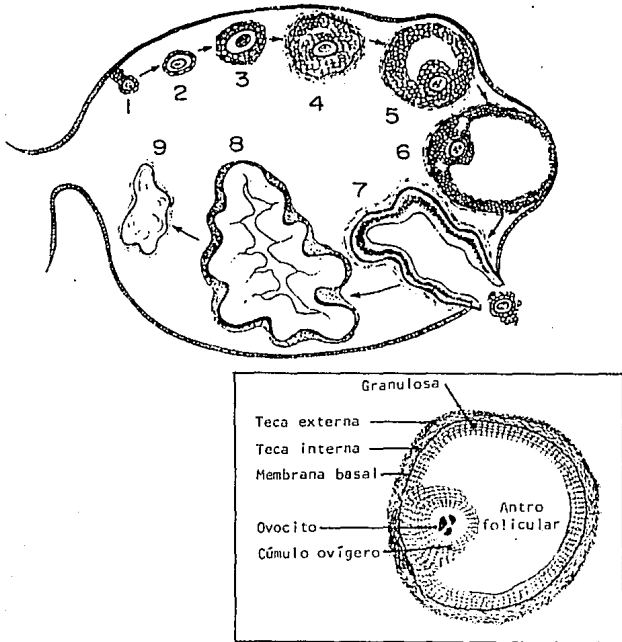 1
2
3
4
5
6
7
8
9
Granulosa
Teca externa
Teca interna
Membrana basal
Ovocito
Cúmulo ovígero
Antro
folicular